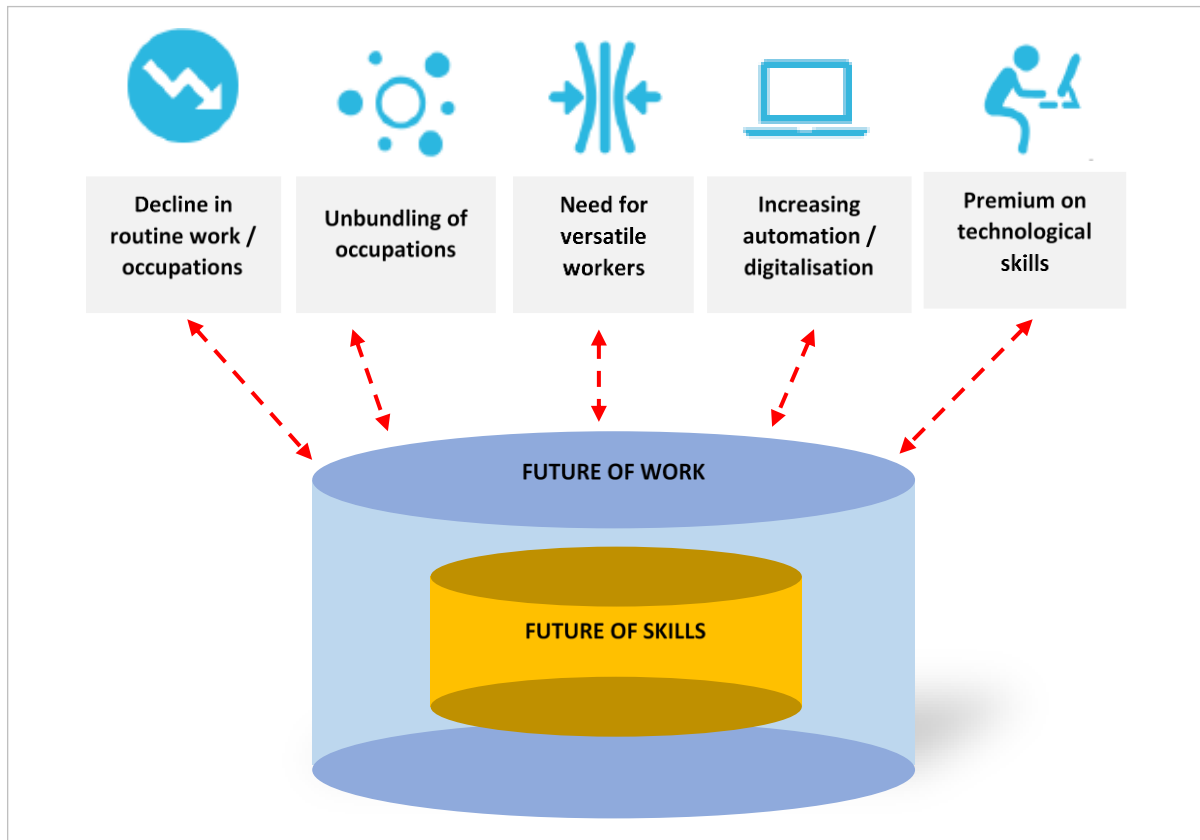 Decline in
routine work /
occupations
Unbundling of
occupations
Need for
versatile
workers
Increasing
automation /
digitalisation
Premium on
technological
skills
FUTURE OF WORK
FUTURE OF SKILLS